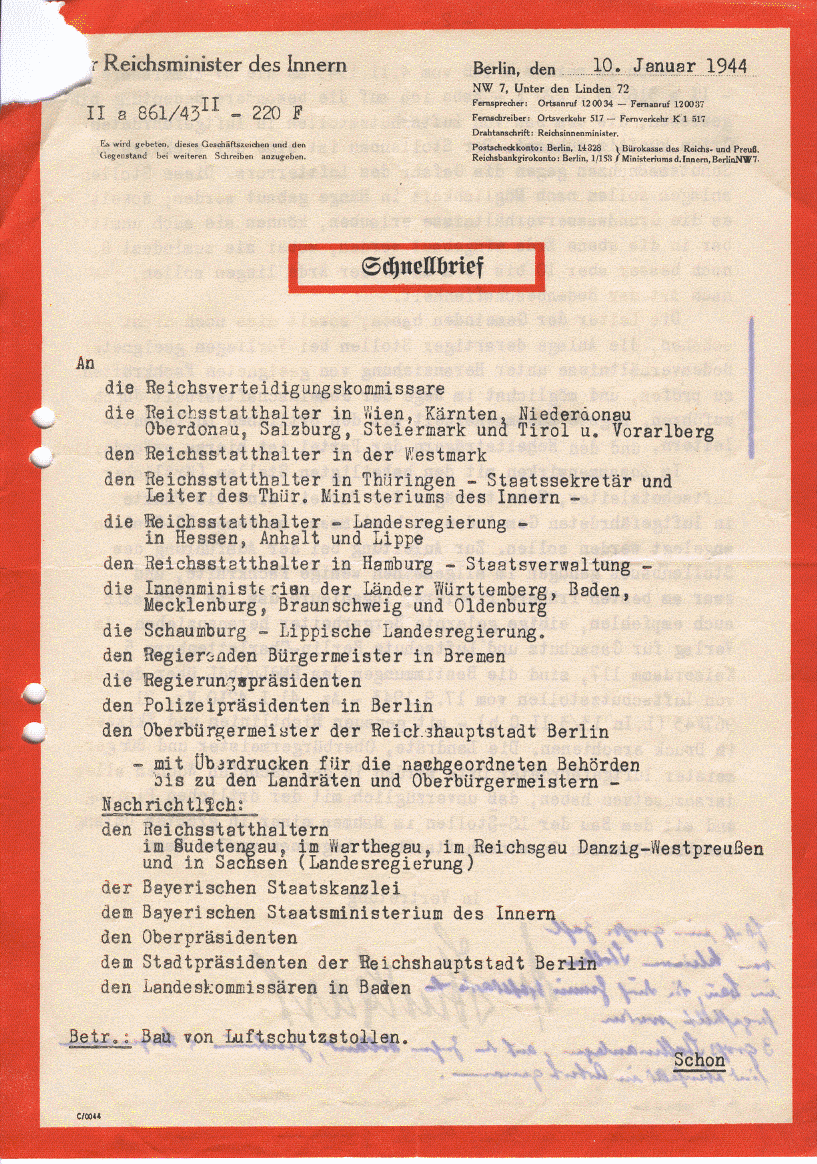 r Reichsminister des Innern
Berlin, den 10. Januar 1944
NW 7, Unter den Linden 72
Fernsprecher: Ortsanruf 120034 — Fernanruf 120037
Fernschreiber: Ortsverkehr 517 — Fernverkehr K 1 517
Drahtanschrift: Reichsinnenminister.
Postscheckkonto: Berlin, 14328 \ Bürokasse des Reichs- und Preuß.
Reichsbankgirokonto: Berlin, 1/153 / Ministeriums d. Innern, Berlin NW 7.
II a 861/43 II - 220 F
Es wird gebeten, dieses Geschäftszeichen und den
Gegenstand bei weiteren Schreiben anzugeben.
Schnellbrief
An
die Reichsverteidigungskommissare
die Reichsstatthalter in Wien, Kärnten, Niederdonau
Oberdonau, Salzburg, Steiermark und Tirol u. Vorarlberg
den Reichsstatthalter in der Westmark
den Reichsstatthalter in Thüringen - Staatssekretär und
Leiter des Thür. Ministeriums des Innern -
die Reichsstatthalter - Landesregierung -
in Hessen, Anhalt und Lippe
den Reichsstatthalter in Hamburg - Staatsverwaltung -
die Innenministerien der Länder Württemberg, Baden,
Mecklenburg, Braunschweig und Oldenburg
die Schaumburg - Lippische Landesregierung.
den Regierenden Bürgermeister in Bremen
die Regierungspräsidenten
den Polizeipräsidenten in Berlin
den Oberbürgermeister der Reichshauptstadt Berlin
- mit Überdrucken für die nachgeordneten Behörden
bis zu den Landräten und Oberbürgermeistern -
Nachrichtlich:
den Reichsstatthaltern
im Sudetengau, im Warthegau, im Reichsgau Danzig-Westpreußen
und in Sachsen (Landesregierung)
der Bayerischen Staatskanzlei
dem Bayerischen Staatsministerium des Innern
den Oberpräsidenten
dem Stadtpräsidenten der Reichshauptstadt Berlin
den Landeskommissären in Baden
Betr.: Bau von Luftschutzstollen.
Schon
C/0044